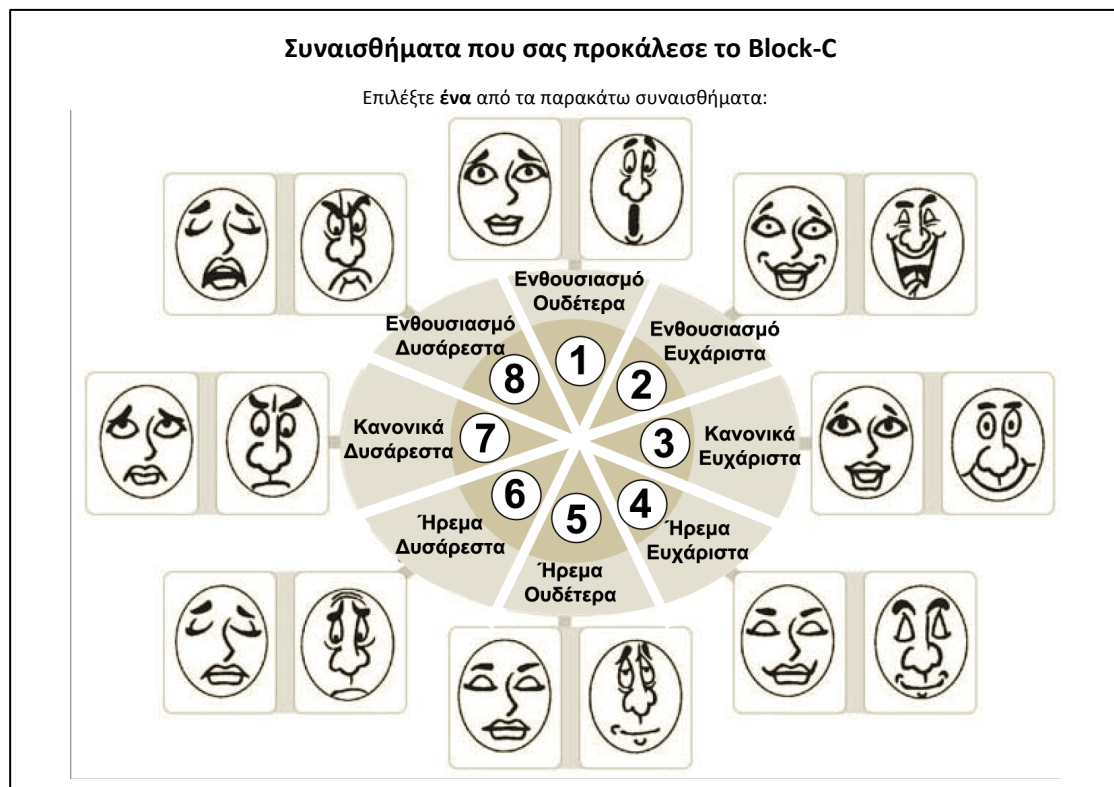 Συναισθήματα που σας προκάλεσε το Block-C
Επιλέξτε ένα από τα παρακάτω συναισθήματα:
Ενθουσιασμό
Ουδέτερα
1
Ενθουσιασμό
Ευχάριστα
2
Κανονικά
Ευχάριστα
3
Ήρεμα
Ευχάριστα
4
Ήρεμα
Ουδέτερα
5
Ήρεμα
Δυσάρεστα
6
Κανονικά
Δυσάρεστα
7
Ενθουσιασμό
Δυσάρεστα
8